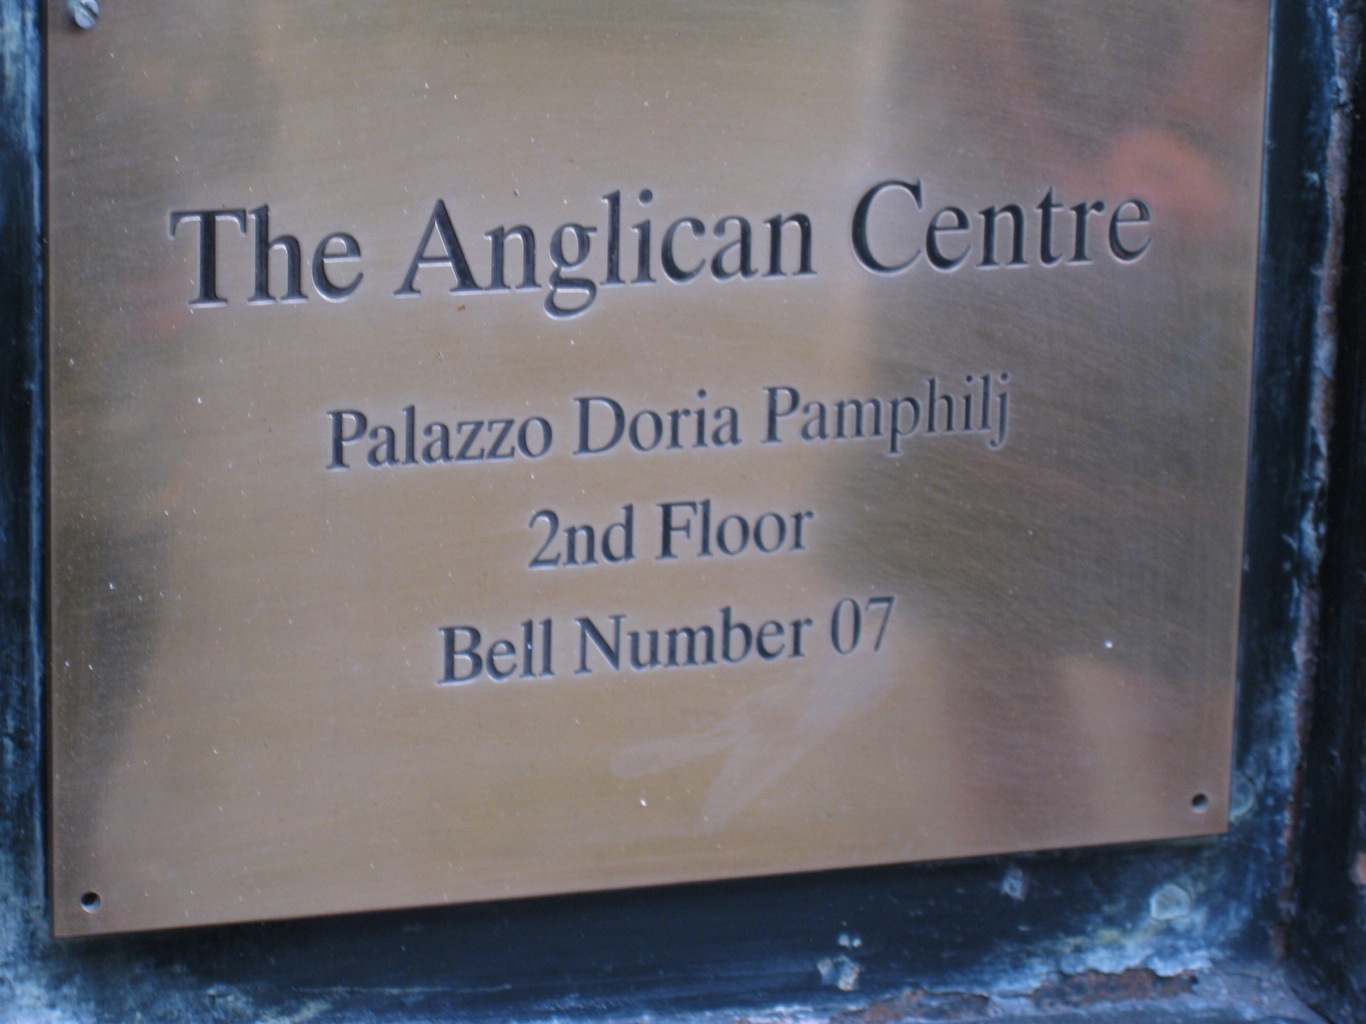 The Anglican Centre
Palazzo Doria Pamphilj
2nd Floor
Bell Number 07